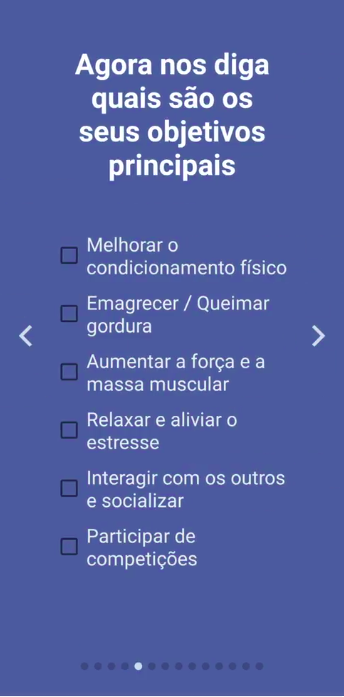 Agora nos diga
quais são os
seus objetivos
principais
Melhorar o
condicionamento físico
Emagrecer / Queimar
gordura
Aumentar a força e a
massa muscular
Relaxar e aliviar o
estresse
Interagir com os outros
e socializar
Participar de
competições